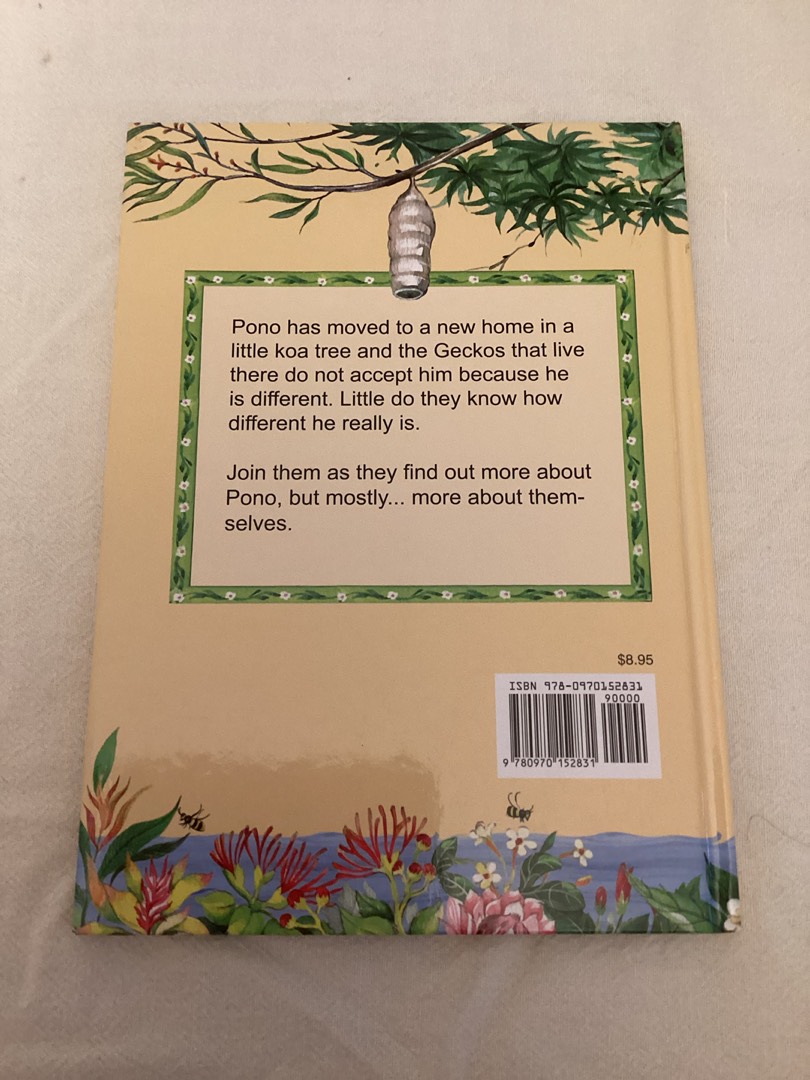 Pono has moved to a new home in a
little koa tree and the Geckos that live
there do not accept him because he
is different. Little do they know how
different he really is.
Join them as they find out more about
Pono, but mostly... more about them-
selves.
$8.95
ISBN 978-0970152831
90000
9 780970 152831